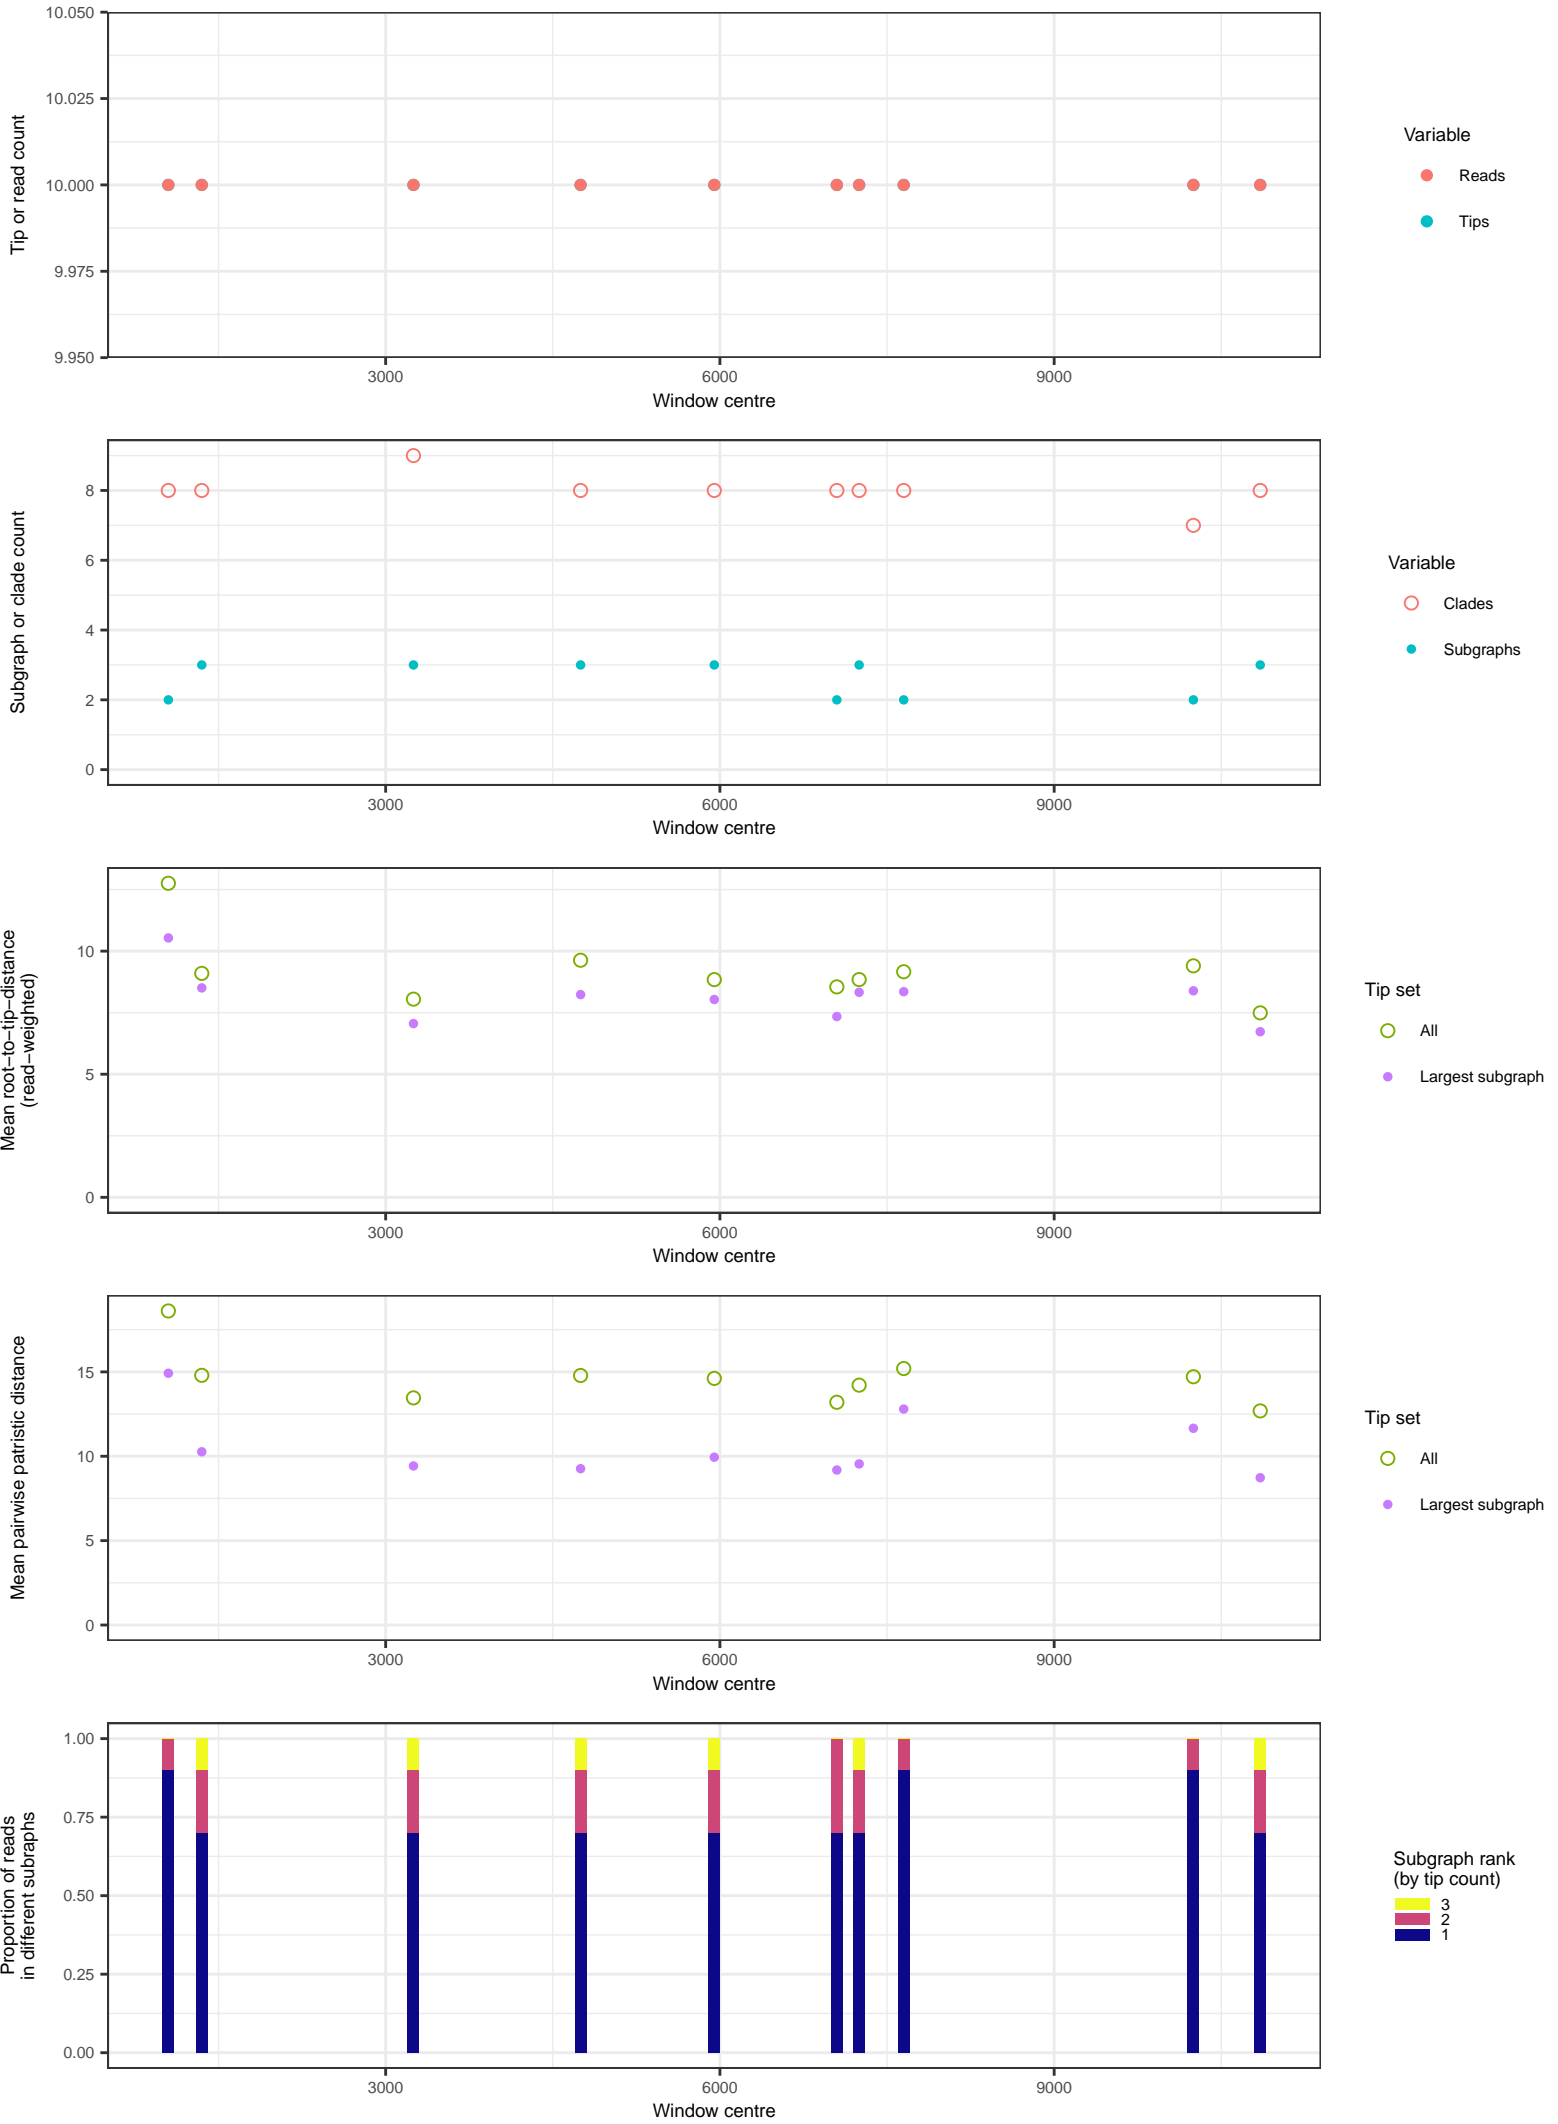 10.050
10.025
10.000
9.975
9.950
Tip or read count
3000
6000
9000
Window centre
Variable
Reads
Tips
8
6
4
2
0
Subgraph or clade count
3000
6000
9000
Window centre
Variable
Clades
Subgraphs
10
5
0
Mean root−to−tip−distance
(read−weighted)
3000
6000
9000
Window centre
Tip set
All
Largest subgraph
15
10
5
0
Mean pairwise patristic distance
3000
6000
9000
Window centre
Tip set
All
Largest subgraph
1.00
0.75
0.50
0.25
0.00
Proportion of reads
in different subraphs
3000
6000
9000
Window centre
Subgraph rank
(by tip count)
3
2
1